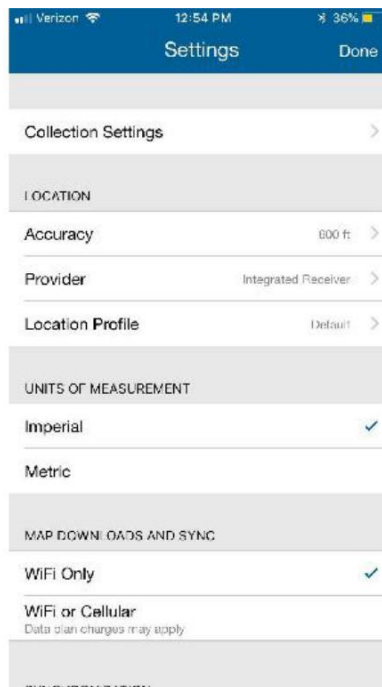 Verizon 12:54 PM 36%
Settings Done
Collection Settings
LOCATION
Accuracy 600 ft
Provider Integrated Receiver
Location Profile Default
UNITS OF MEASUREMENT
Imperial
Metric
MAP DOWNLOADS AND SYNC
WiFi Only
WiFi or Cellular
Data plan charges may apply